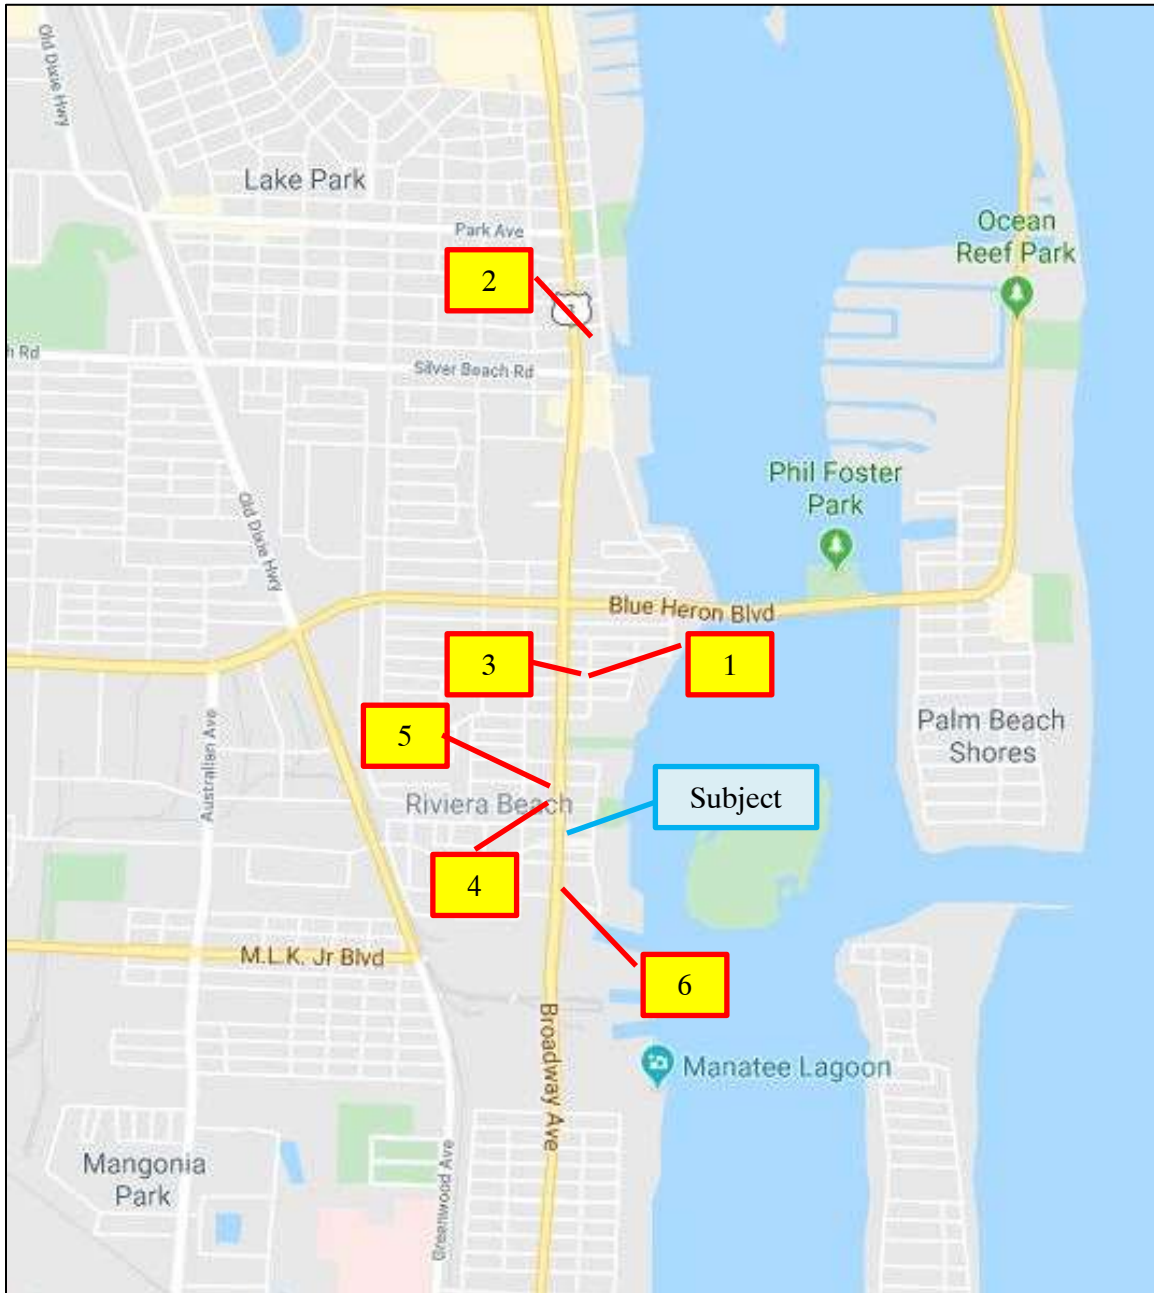 Old Dixie Hwy
Lake Park
Park Ave
Ocean
Reef Park
2
h Rd
Silver Beach Rd
Phil Foster
Park
Old Dixie Hwy
Blue Heron Blvd
3
1
5
Palm Beach
Shores
Australian Ave
Riviera Beach
Subject
4
M.L.K. Jr Blvd
6
Broadway Ave
Manatee Lagoon
Mangonia
Park
Greenwood Ave